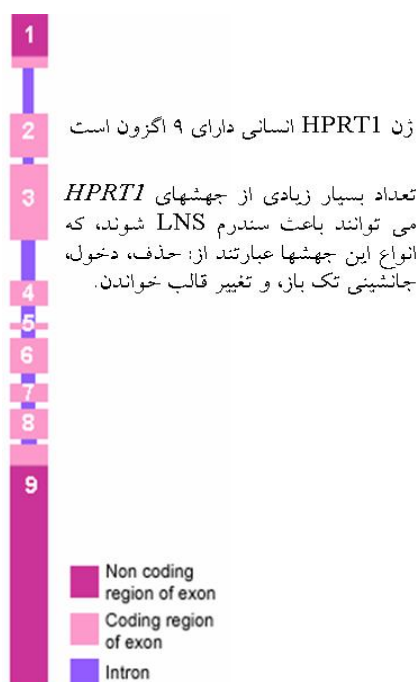 1
2
ژن HPRT1 انسانی دارای ۹ اگزون است
3
تعداد بسیار زیادی از جهشهای HPRT1
می توانند باعث سندرم LNS شوند، که
انواع این جهشها عبارتند از: حذف، دخول،
جانشینی تک باز، و تغییر قالب خواندن.
4
5
6
7
8
9
Non coding
region of exon
Coding region
of exon
Intron